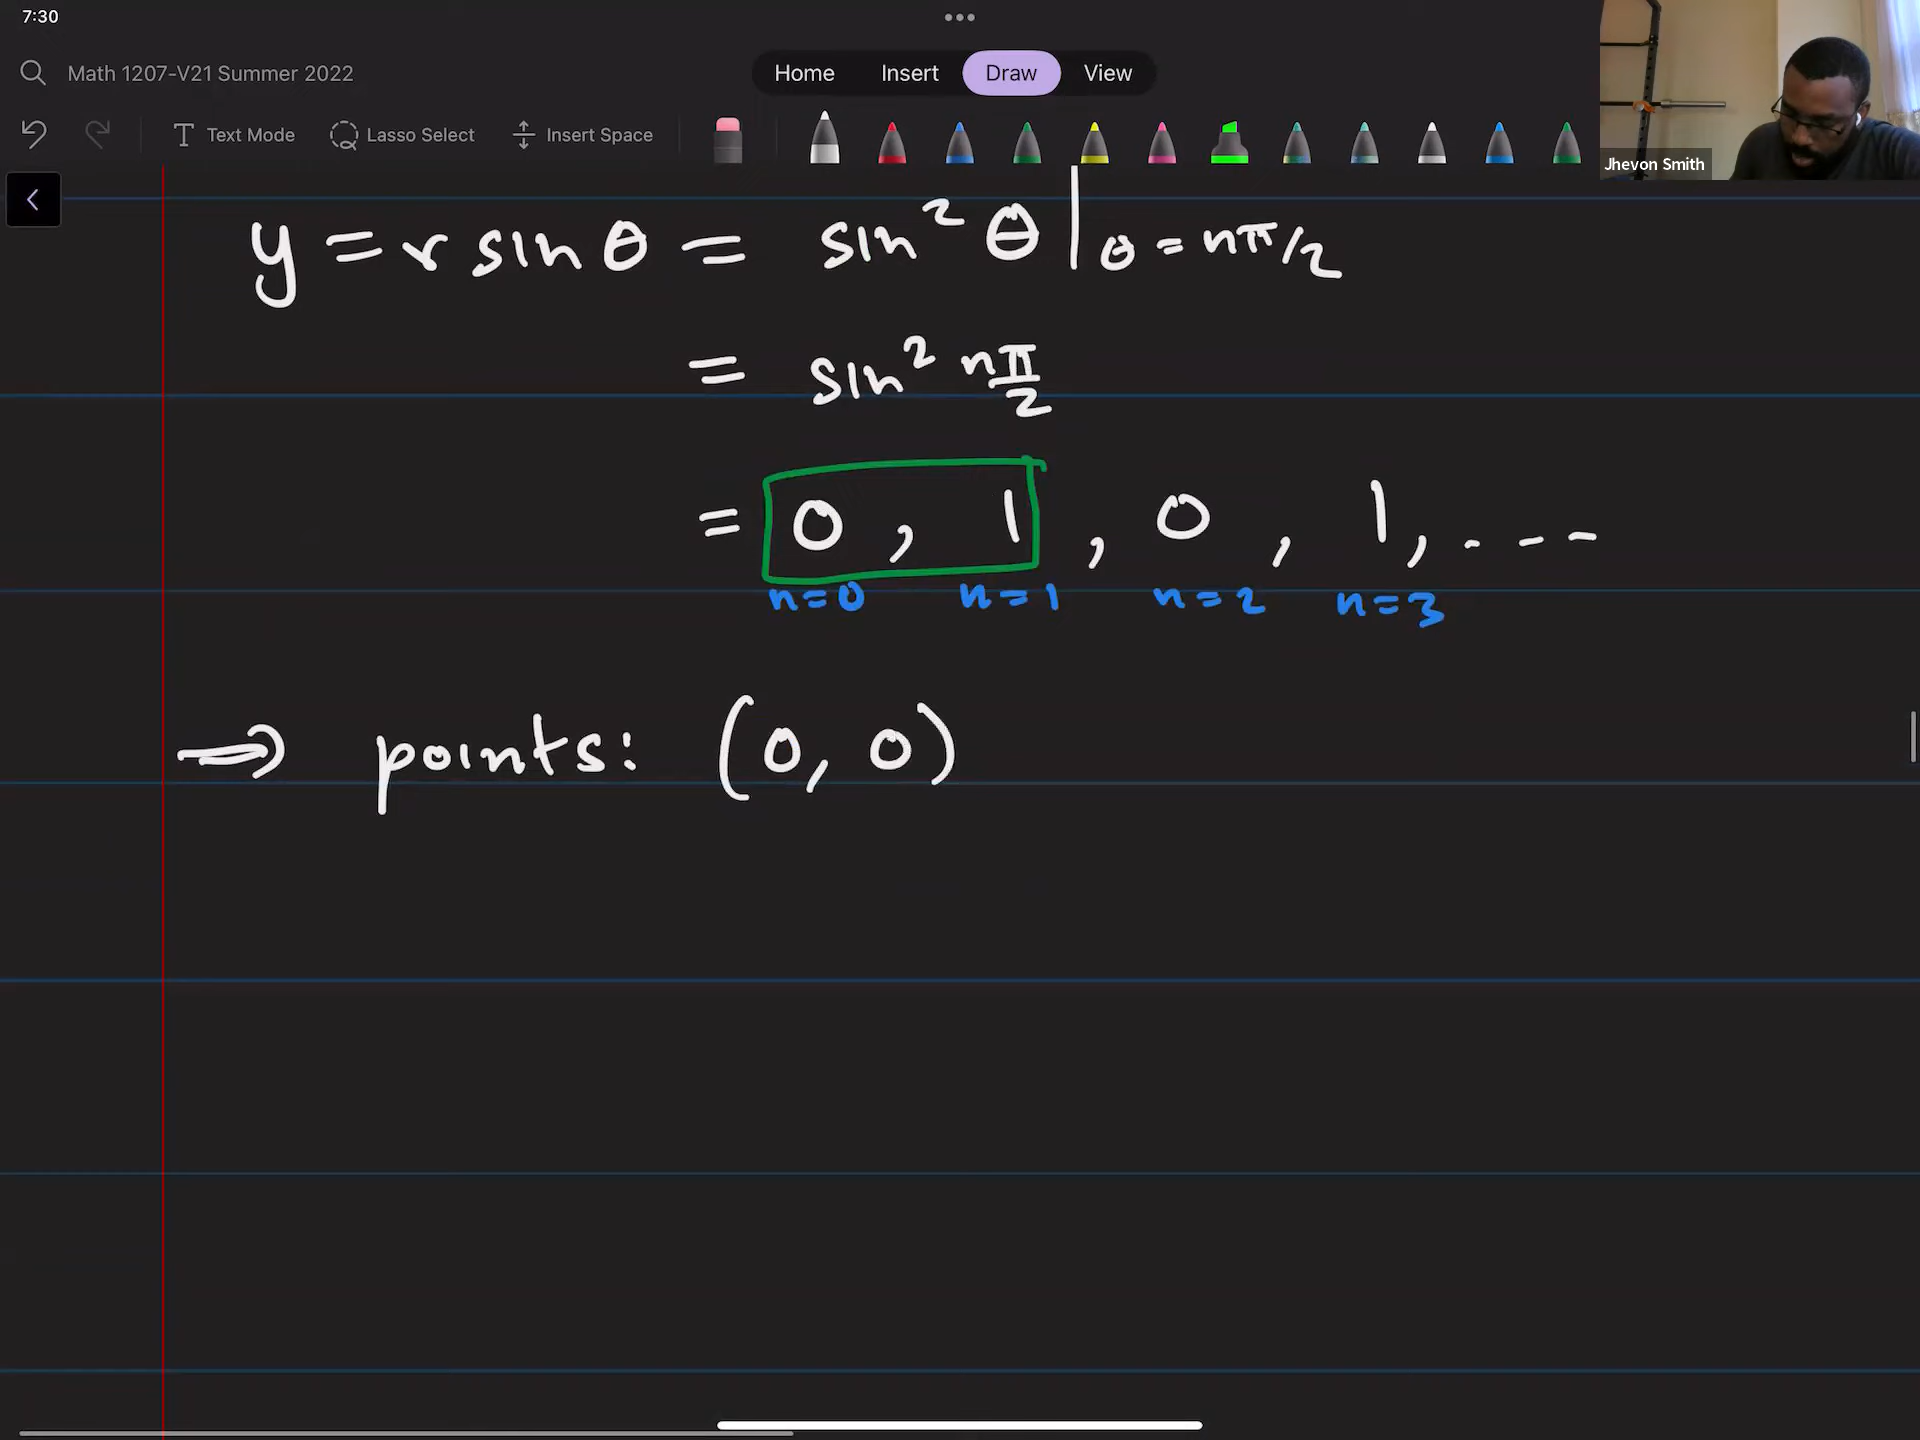 7:30
Math 1207-V21 Summer 2022
Home Insert Draw View
Text Mode Lasso Select Insert Space
Jhevon Smith
y = r sin θ = sin² θ |θ = nπ/2
= sin² nπ/2
= 0 , 1 , 0 , 1 , . - - -
n=0 n=1 n=2 n=3
⇒ points: (0, 0)